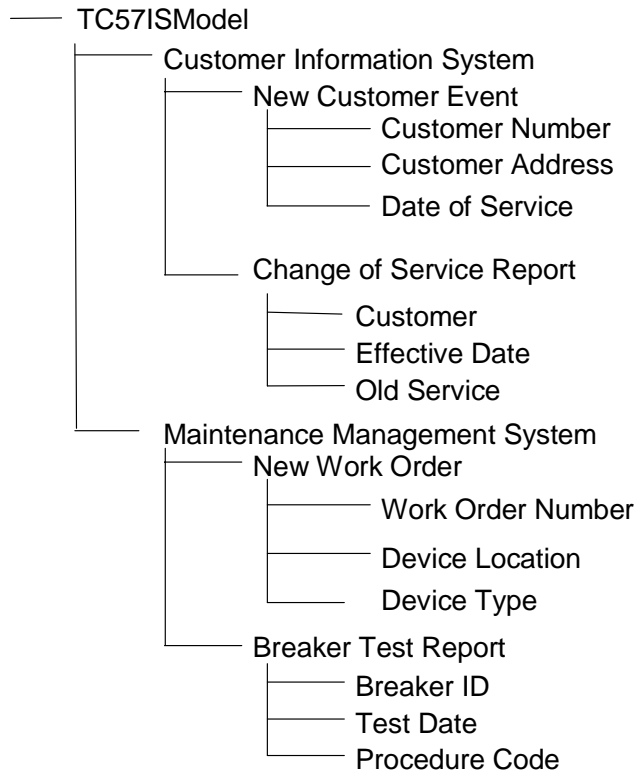 TC57ISModel
Customer Information System
New Customer Event
Customer Number
Customer Address
Date of Service
Change of Service Report
Customer
Effective Date
Old Service
Maintenance Management System
New Work Order
Work Order Number
Device Location
Device Type
Breaker Test Report
Breaker ID
Test Date
Procedure Code